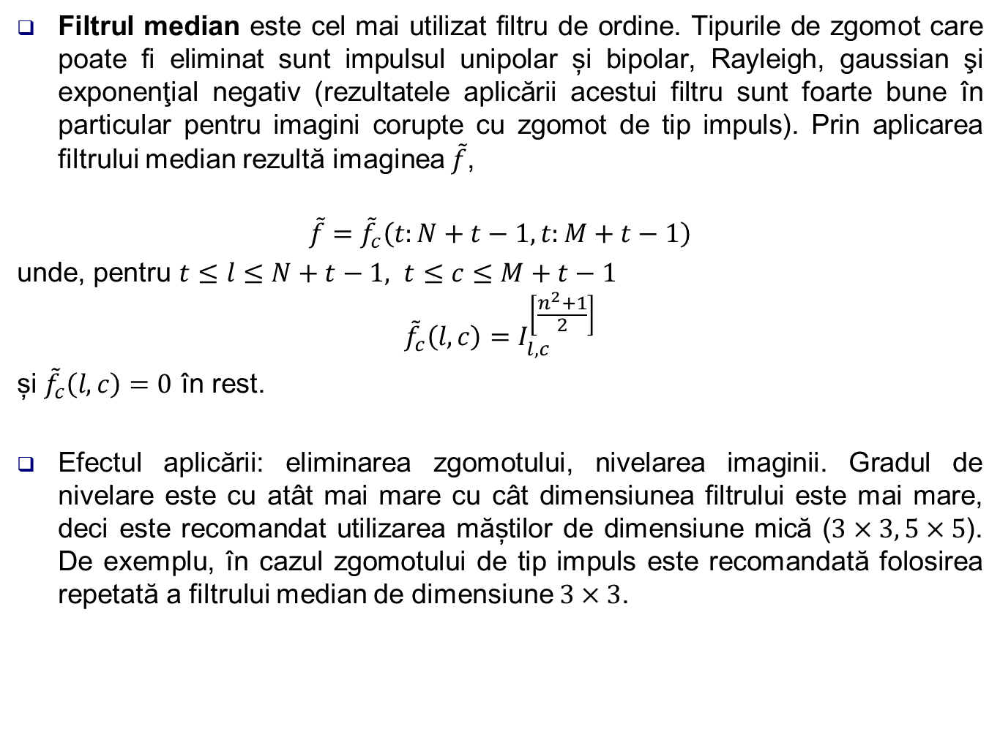 ❑ Filtrul median este cel mai utilizat filtru de ordine. Tipurile de zgomot care
poate fi eliminat sunt impulsul unipolar și bipolar, Rayleigh, gaussian şi
exponenţial negativ (rezultatele aplicării acestui filtru sunt foarte bune în
particular pentru imagini corupte cu zgomot de tip impuls). Prin aplicarea
filtrului median rezultă imaginea $\tilde{f}$,
$\tilde{f} = \tilde{f}_c(t: N + t - 1, t: M + t - 1)$
unde, pentru $t \le l \le N + t - 1,\ t \le c \le M + t - 1$
$\tilde{f}_c(l, c) = I_{l,c}^{\left[\frac{n^2+1}{2}\right]}$
și $\tilde{f}_c(l, c) = 0$ în rest.
❑ Efectul aplicării: eliminarea zgomotului, nivelarea imaginii. Gradul de
nivelare este cu atât mai mare cu cât dimensiunea filtrului este mai mare,
deci este recomandat utilizarea măștilor de dimensiune mică ($3 \times 3, 5 \times 5$).
De exemplu, în cazul zgomotului de tip impuls este recomandată folosirea
repetată a filtrului median de dimensiune $3 \times 3$.